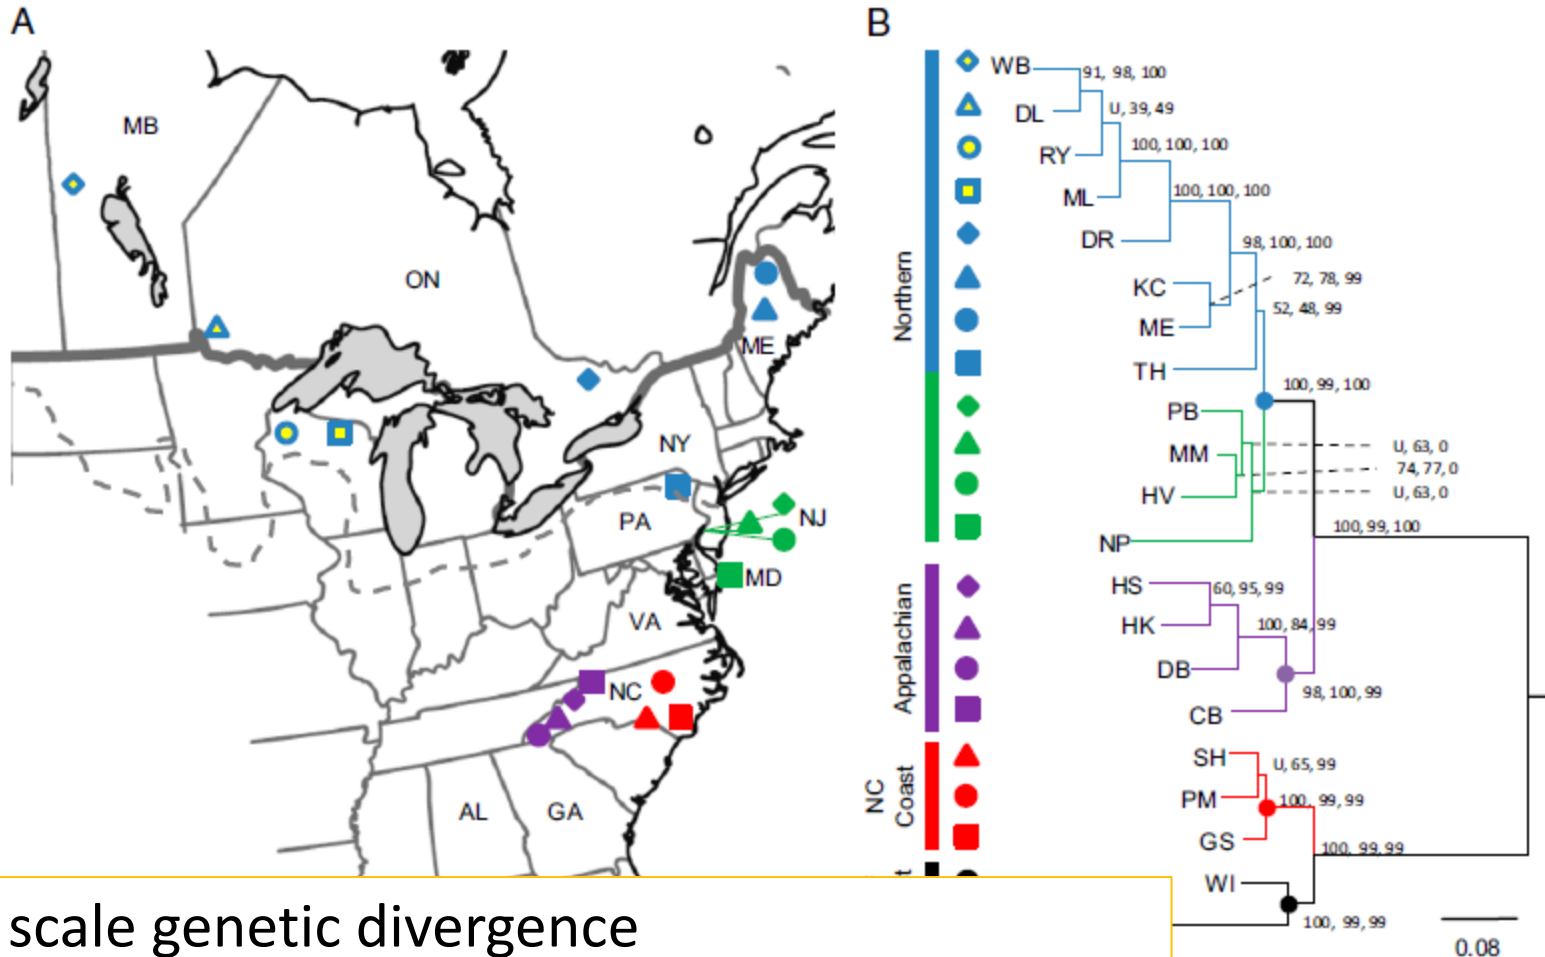 A
MB
ON
ME
NY
PA
NJ
MD
VA
NC
AL
GA
B
Northern
Appalachian
NC
Coast
t
WB
91, 98, 100
DL
U, 39, 49
RY
100, 100, 100
ML
100, 100, 100
DR
98, 100, 100
KC
72, 78, 99
ME
52, 48, 99
TH
100, 99, 100
PB
MM
U, 63, 0
74, 77, 0
HV
U, 63, 0
NP
100, 99, 100
HS
60, 95, 99
HK
100, 84, 99
DB
98, 100, 99
CB
SH
U, 65, 99
PM
100, 99, 99
GS
100, 99, 99
WI
100, 99, 99
0.08
scale genetic divergence